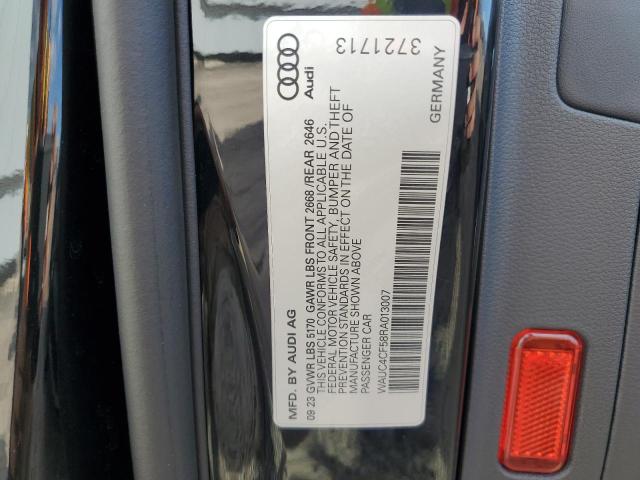 Audi
3721713
MFD. BY AUDI AG
GERMANY
09 23 GVWR LBS 5170 GAWR LBS FRONT 2668 /REAR 2646
THIS VEHICLE CONFORMS TO ALL APPLICABLE U.S.
FEDERAL MOTOR VEHICLE SAFETY, BUMPER AND THEFT
PREVENTION STANDARDS IN EFFECT ON THE DATE OF
MANUFACTURE SHOWN ABOVE
PASSENGER CAR
WAUC4CF58RA013007